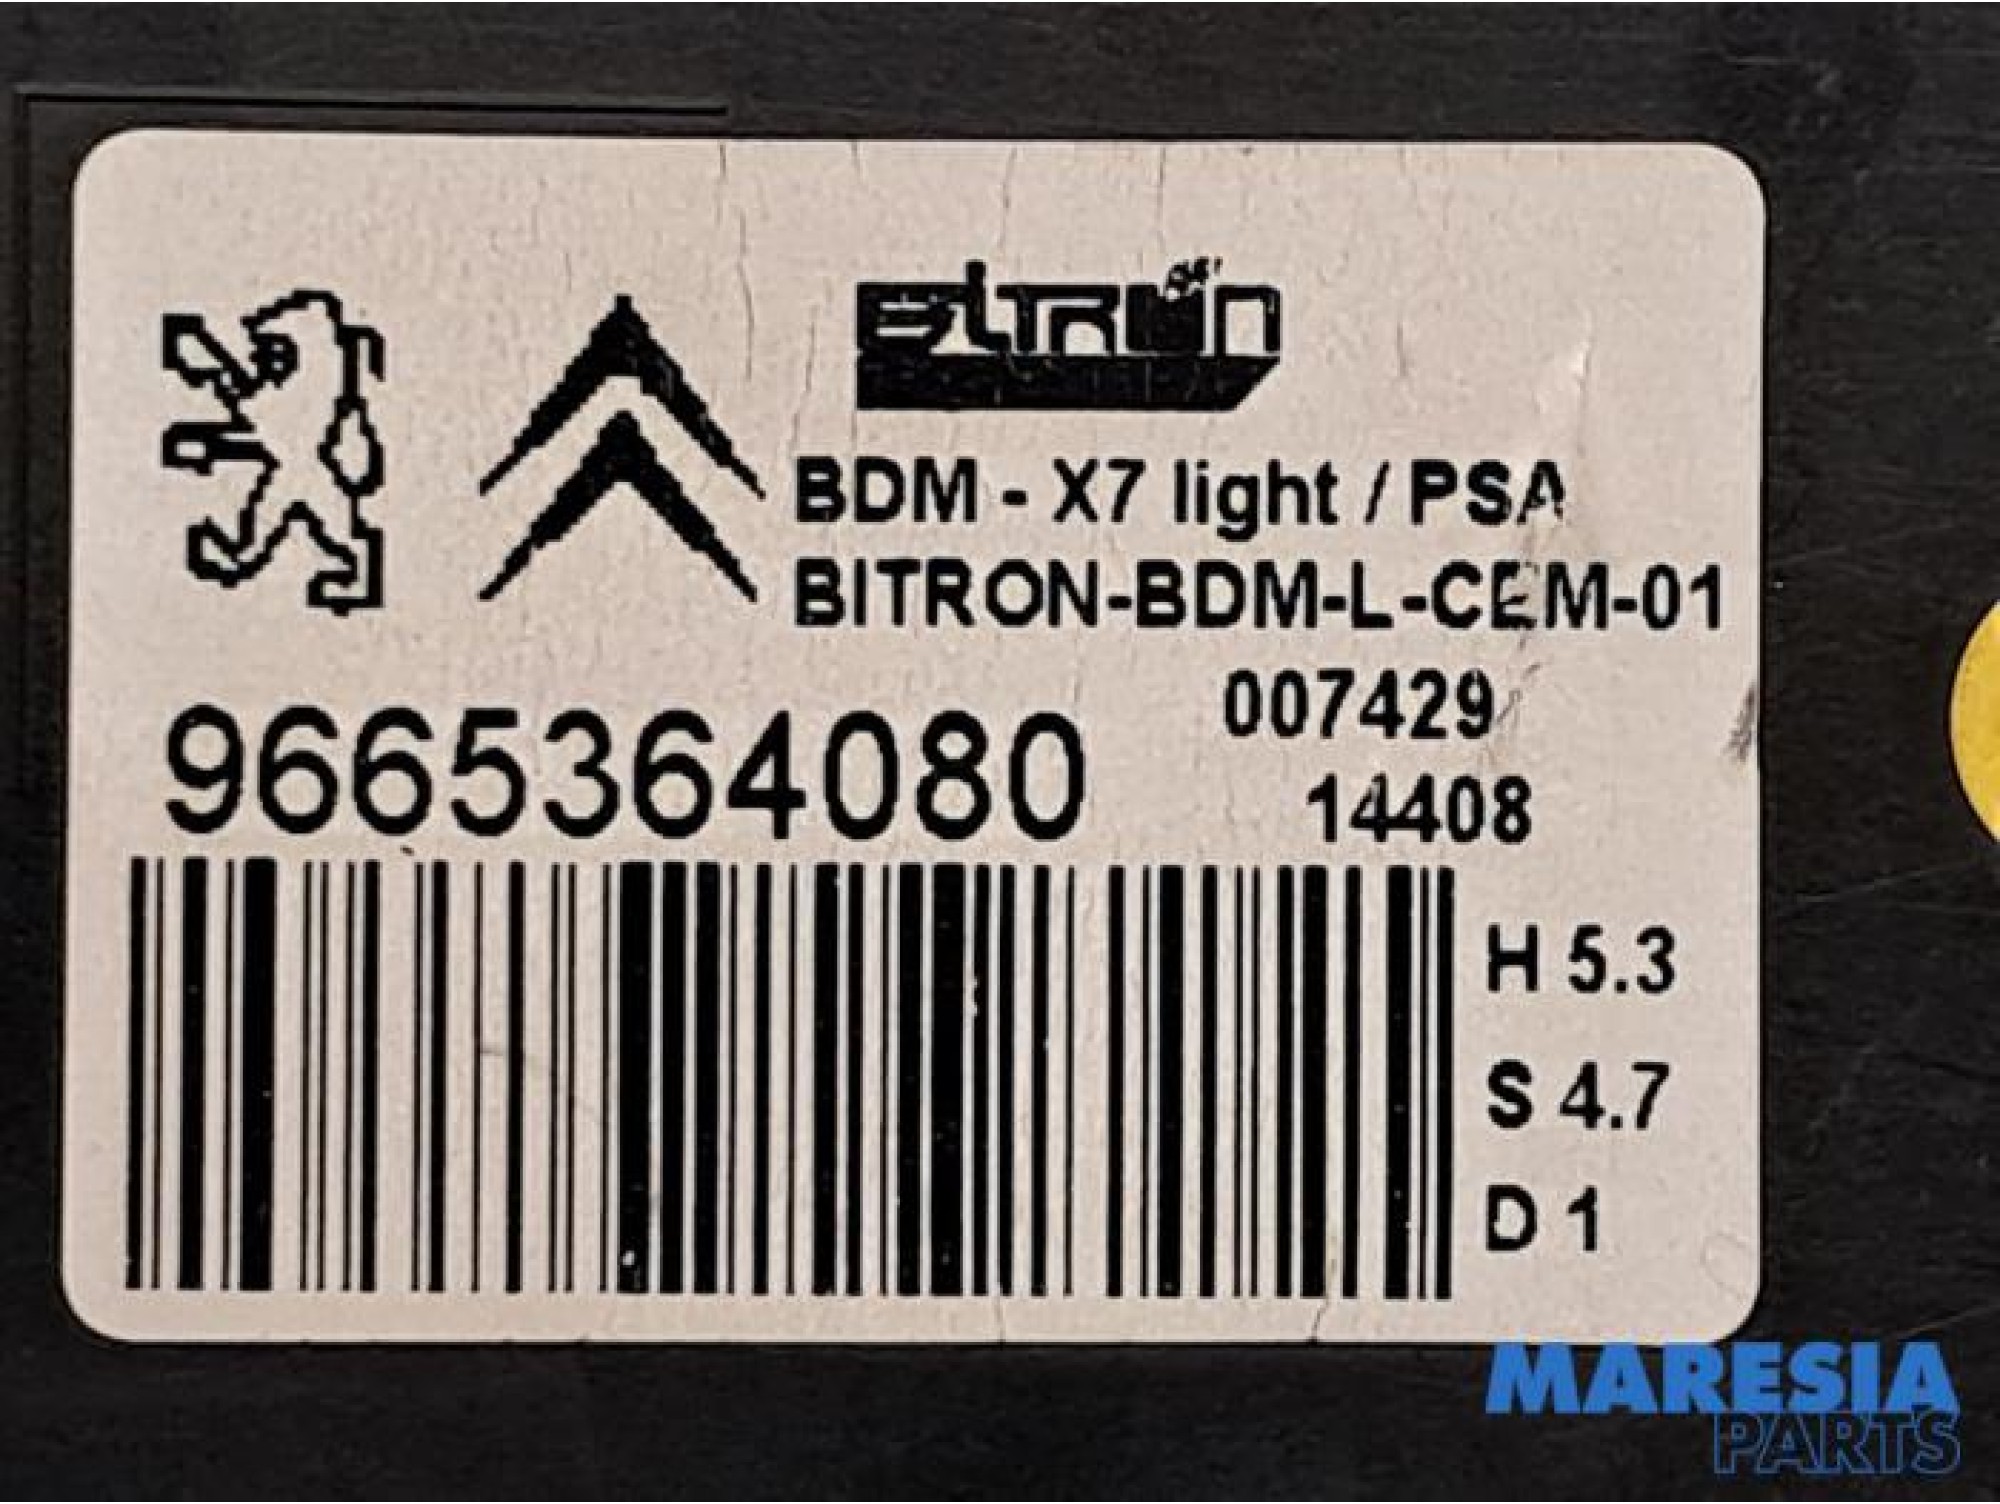 BITRON
BDM - X7 light / PSA
BITRON-BDM-L-CEM-01
007429
9665364080
14408
H 5.3
S 4.7
D 1
MARESIA
PARTS